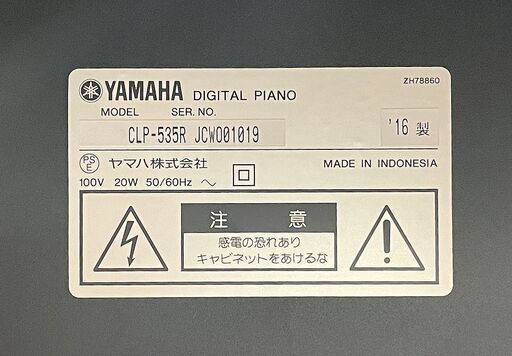 ZH78860
YAMAHA DIGITAL PIANO
MODEL SER. NO.
CLP-535R JCWO01019 '16 製
PSE ヤマハ株式会社 MADE IN INDONESIA
100V 20W 50/60Hz ~
注意
感電の恐れあり
キャビネットをあけるな